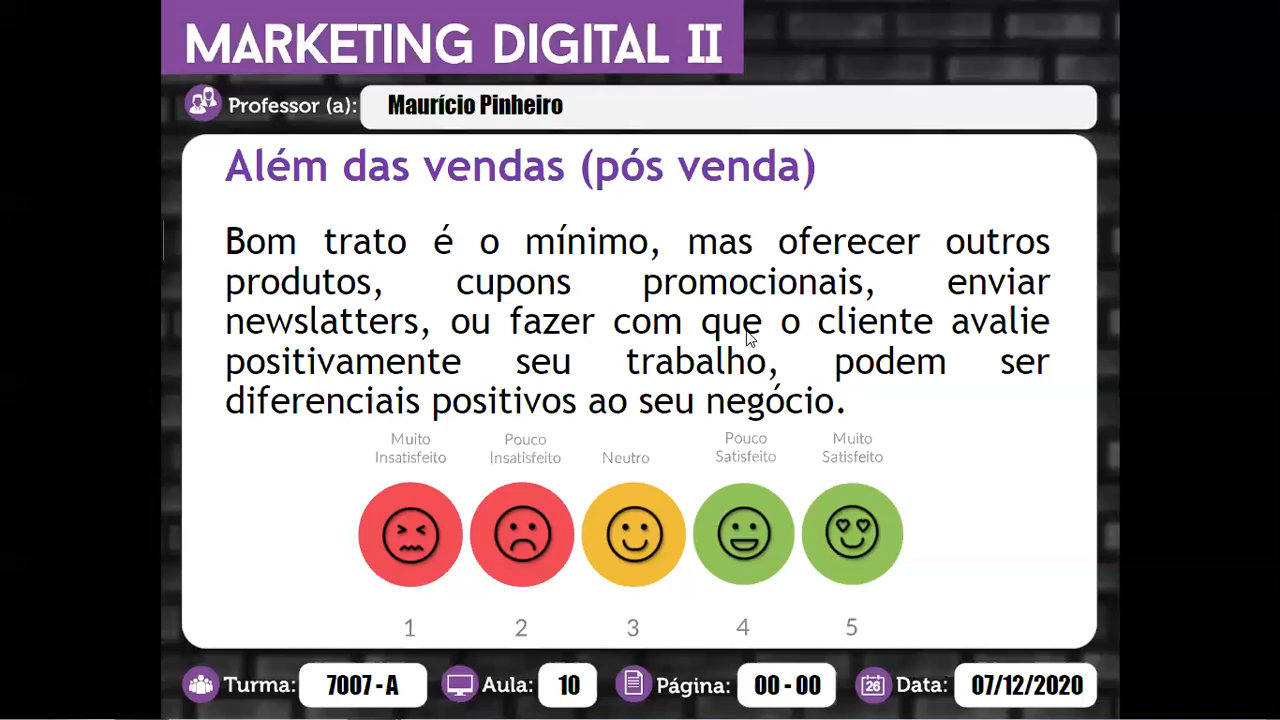 MARKETING DIGITAL II
Professor (a): Maurício Pinheiro
Além das vendas (pós venda)
Bom trato é o mínimo, mas oferecer outros
produtos, cupons promocionais, enviar
newslatters, ou fazer com que o cliente avalie
positivamente seu trabalho, podem ser
diferenciais positivos ao seu negócio.
Muito Insatisfeito
Pouco Insatisfeito
Neutro
Pouco Satisfeito
Muito Satisfeito
1 2 3 4 5
Turma: 7007 - A Aula: 10 Página: 00 - 00 26 Data: 07/12/2020